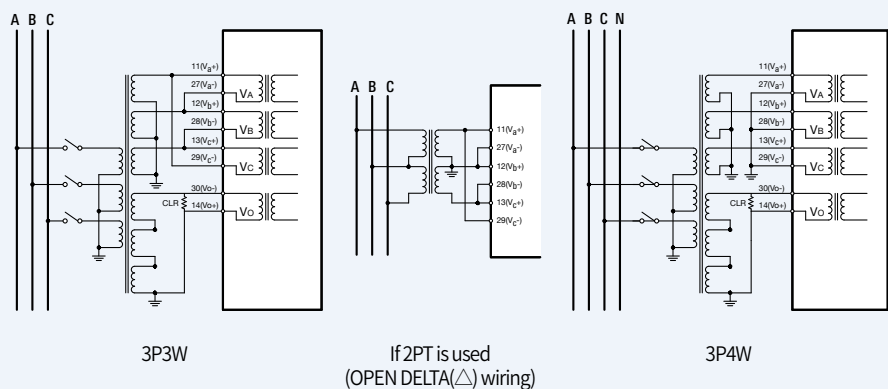 A B C
11(Va+)
27(Va-)
VA
12(Vb+)
28(Vb-)
VB
13(Vc+)
29(Vc-)
VC
30(Vo-)
CLR
14(Vo+)
VO
3P3W
A B C
11(Va+)
27(Va-)
12(Vb+)
28(Vb-)
13(Vc+)
29(Vc-)
If 2PT is used
(OPEN DELTA(△) wiring)
A B C N
11(Va+)
27(Va-)
VA
12(Vb+)
28(Vb-)
VB
13(Vc+)
29(Vc-)
VC
30(Vo-)
CLR
14(Vo+)
VO
3P4W